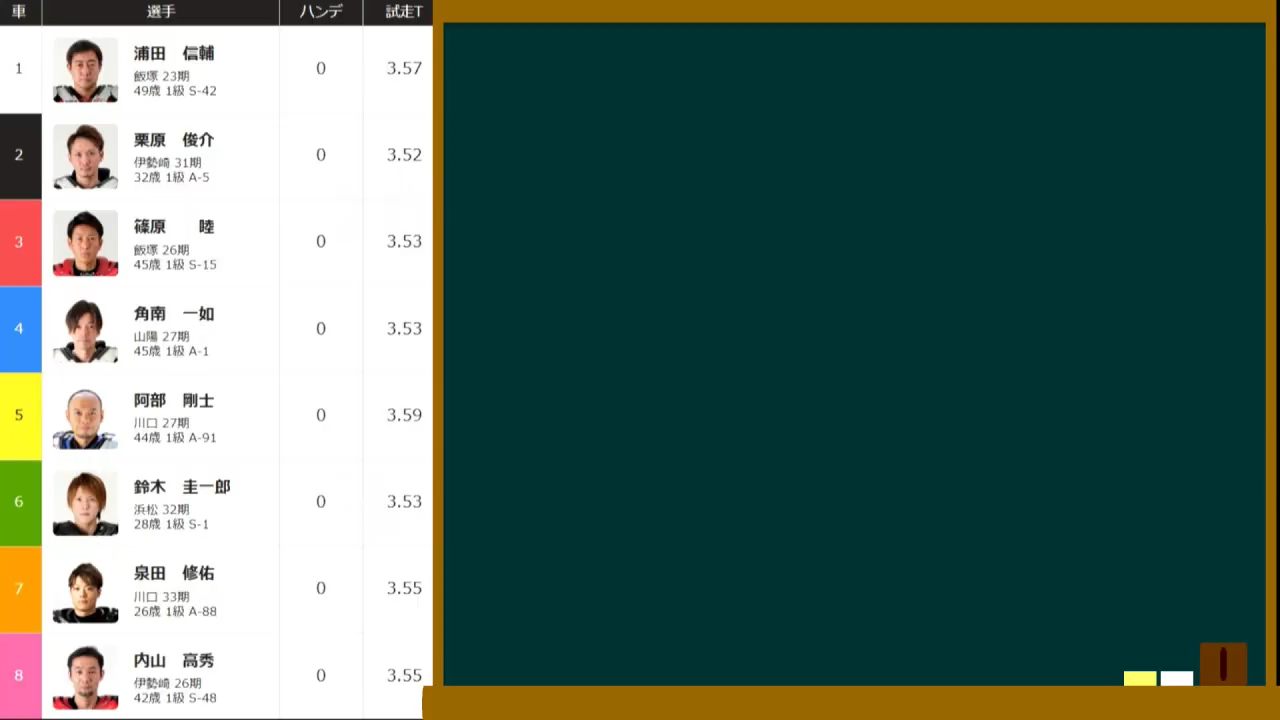 車 選手 ハンデ 試走T
1 浦田　信輔 0 3.57
飯塚 23期
49歳 1級 S-42
2 栗原　俊介 0 3.52
伊勢崎 31期
32歳 1級 A-5
3 篠原　　睦 0 3.53
飯塚 26期
45歳 1級 S-15
4 角南　一如 0 3.53
山陽 27期
45歳 1級 A-1
5 阿部　剛士 0 3.59
川口 27期
44歳 1級 A-91
6 鈴木　圭一郎 0 3.53
浜松 32期
28歳 1級 S-1
7 泉田　修佑 0 3.55
川口 33期
26歳 1級 A-88
8 内山　高秀 0 3.55
伊勢崎 26期
42歳 1級 S-48